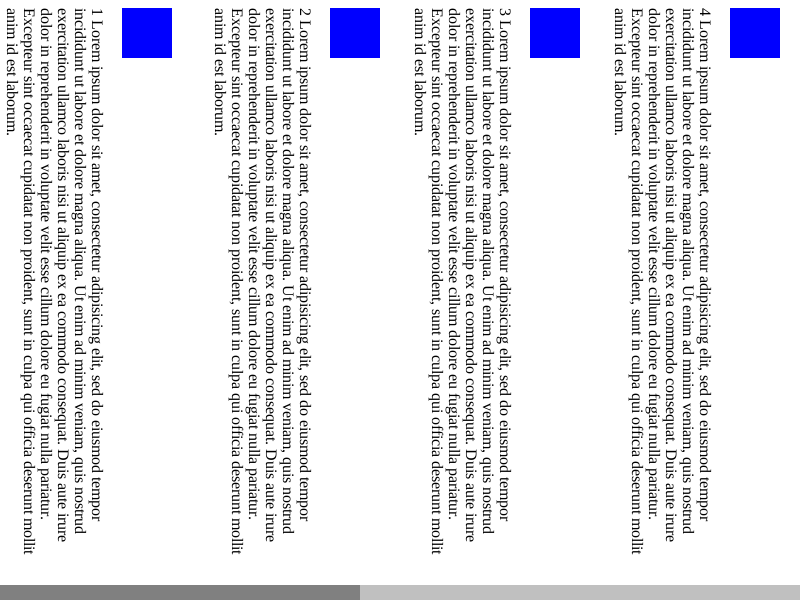 1 Lorem ipsum dolor sit amet, consectetur adipisicing elit, sed do eiusmod tempor
incididunt ut labore et dolore magna aliqua. Ut enim ad minim veniam, quis nostrud
exercitation ullamco laboris nisi ut aliquip ex ea commodo consequat. Duis aute irure
dolor in reprehenderit in voluptate velit esse cillum dolore eu fugiat nulla pariatur.
Excepteur sint occaecat cupidatat non proident, sunt in culpa qui officia deserunt mollit
anim id est laborum.
2 Lorem ipsum dolor sit amet, consectetur adipisicing elit, sed do eiusmod tempor
incididunt ut labore et dolore magna aliqua. Ut enim ad minim veniam, quis nostrud
exercitation ullamco laboris nisi ut aliquip ex ea commodo consequat. Duis aute irure
dolor in reprehenderit in voluptate velit esse cillum dolore eu fugiat nulla pariatur.
Excepteur sint occaecat cupidatat non proident, sunt in culpa qui officia deserunt mollit
anim id est laborum.
3 Lorem ipsum dolor sit amet, consectetur adipisicing elit, sed do eiusmod tempor
incididunt ut labore et dolore magna aliqua. Ut enim ad minim veniam, quis nostrud
exercitation ullamco laboris nisi ut aliquip ex ea commodo consequat. Duis aute irure
dolor in reprehenderit in voluptate velit esse cillum dolore eu fugiat nulla pariatur.
Excepteur sint occaecat cupidatat non proident, sunt in culpa qui officia deserunt mollit
anim id est laborum.
4 Lorem ipsum dolor sit amet, consectetur adipisicing elit, sed do eiusmod tempor
incididunt ut labore et dolore magna aliqua. Ut enim ad minim veniam, quis nostrud
exercitation ullamco laboris nisi ut aliquip ex ea commodo consequat. Duis aute irure
dolor in reprehenderit in voluptate velit esse cillum dolore eu fugiat nulla pariatur.
Excepteur sint occaecat cupidatat non proident, sunt in culpa qui officia deserunt mollit
anim id est laborum.